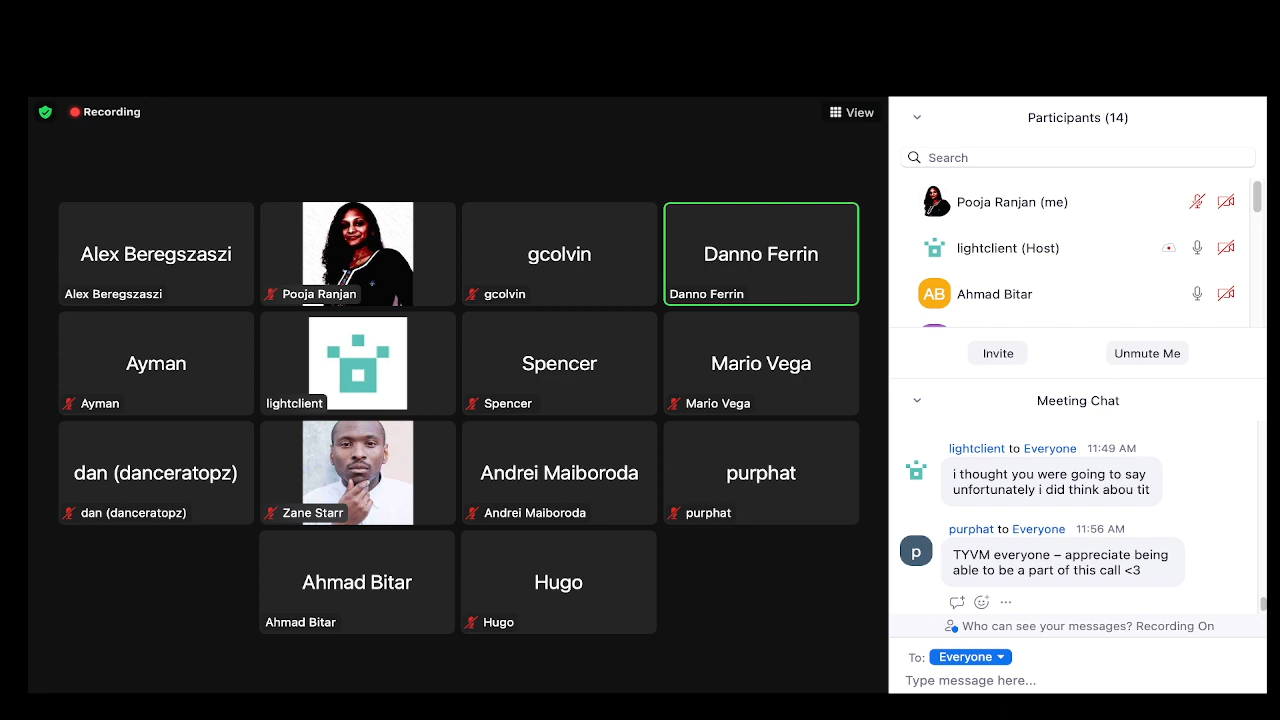 Recording
View
Alex Beregszaszi
Alex Beregszaszi
Pooja Ranjan
gcolvin
gcolvin
Danno Ferrin
Danno Ferrin
Ayman
Ayman
lightclient
Spencer
Spencer
Mario Vega
Mario Vega
dan (danceratopz)
dan (danceratopz)
Zane Starr
Andrei Maiboroda
Andrei Maiboroda
purphat
purphat
Ahmad Bitar
Ahmad Bitar
Hugo
Hugo
Participants (14)
Search
Pooja Ranjan (me)
lightclient (Host)
AB Ahmad Bitar
Invite Unmute Me
Meeting Chat
lightclient to Everyone 11:49 AM
i thought you were going to say
unfortunately i did think abou tit
purphat to Everyone 11:56 AM
p
TYVM everyone – appreciate being
able to be a part of this call <3
Who can see your messages? Recording On
To: Everyone
Type message here...